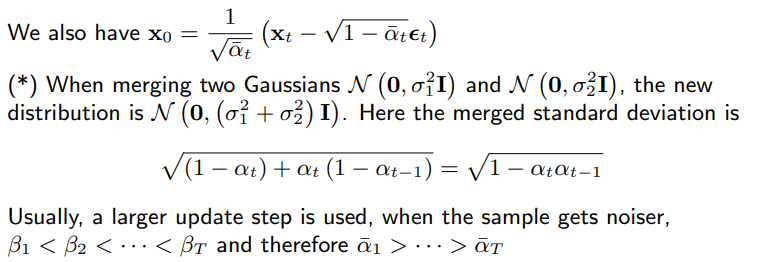 We also have $\mathbf{x}_0 = \frac{1}{\sqrt{\bar{\alpha}_t}} \left( \mathbf{x}_t - \sqrt{1 - \bar{\alpha}_t} \boldsymbol{\epsilon}_t \right)$
(*) When merging two Gaussians $\mathcal{N}\left(\mathbf{0}, \sigma_1^2 \mathbf{I}\right)$ and $\mathcal{N}\left(\mathbf{0}, \sigma_2^2 \mathbf{I}\right)$, the new
distribution is $\mathcal{N}\left(\mathbf{0}, \left(\sigma_1^2 + \sigma_2^2\right) \mathbf{I}\right)$. Here the merged standard deviation is
$\sqrt{(1 - \alpha_t) + \alpha_t (1 - \alpha_{t-1})} = \sqrt{1 - \alpha_t \alpha_{t-1}}$
Usually, a larger update step is used, when the sample gets noiser,
$\beta_1 < \beta_2 < \cdots < \beta_T$ and therefore $\bar{\alpha}_1 > \cdots > \bar{\alpha}_T$